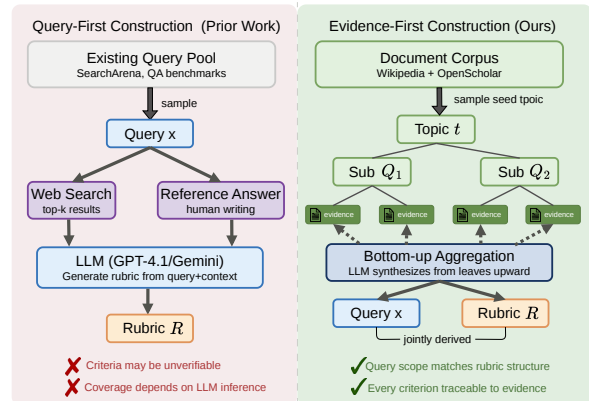 Query-First Construction (Prior Work)
Existing Query Pool
SearchArena, QA benchmarks
sample
Query x
Web Search
top-k results
Reference Answer
human writing
LLM (GPT-4.1/Gemini)
Generate rubric from query+context
Rubric R
✘ Criteria may be unverifiable
✘ Coverage depends on LLM inference
Evidence-First Construction (Ours)
Document Corpus
Wikipedia + OpenScholar
sample seed tpoic
Topic t
Sub Q1
Sub Q2
evidence
evidence
evidence
evidence
Bottom-up Aggregation
LLM synthesizes from leaves upward
Query x
Rubric R
jointly derived
✓ Query scope matches rubric structure
✓ Every criterion traceable to evidence